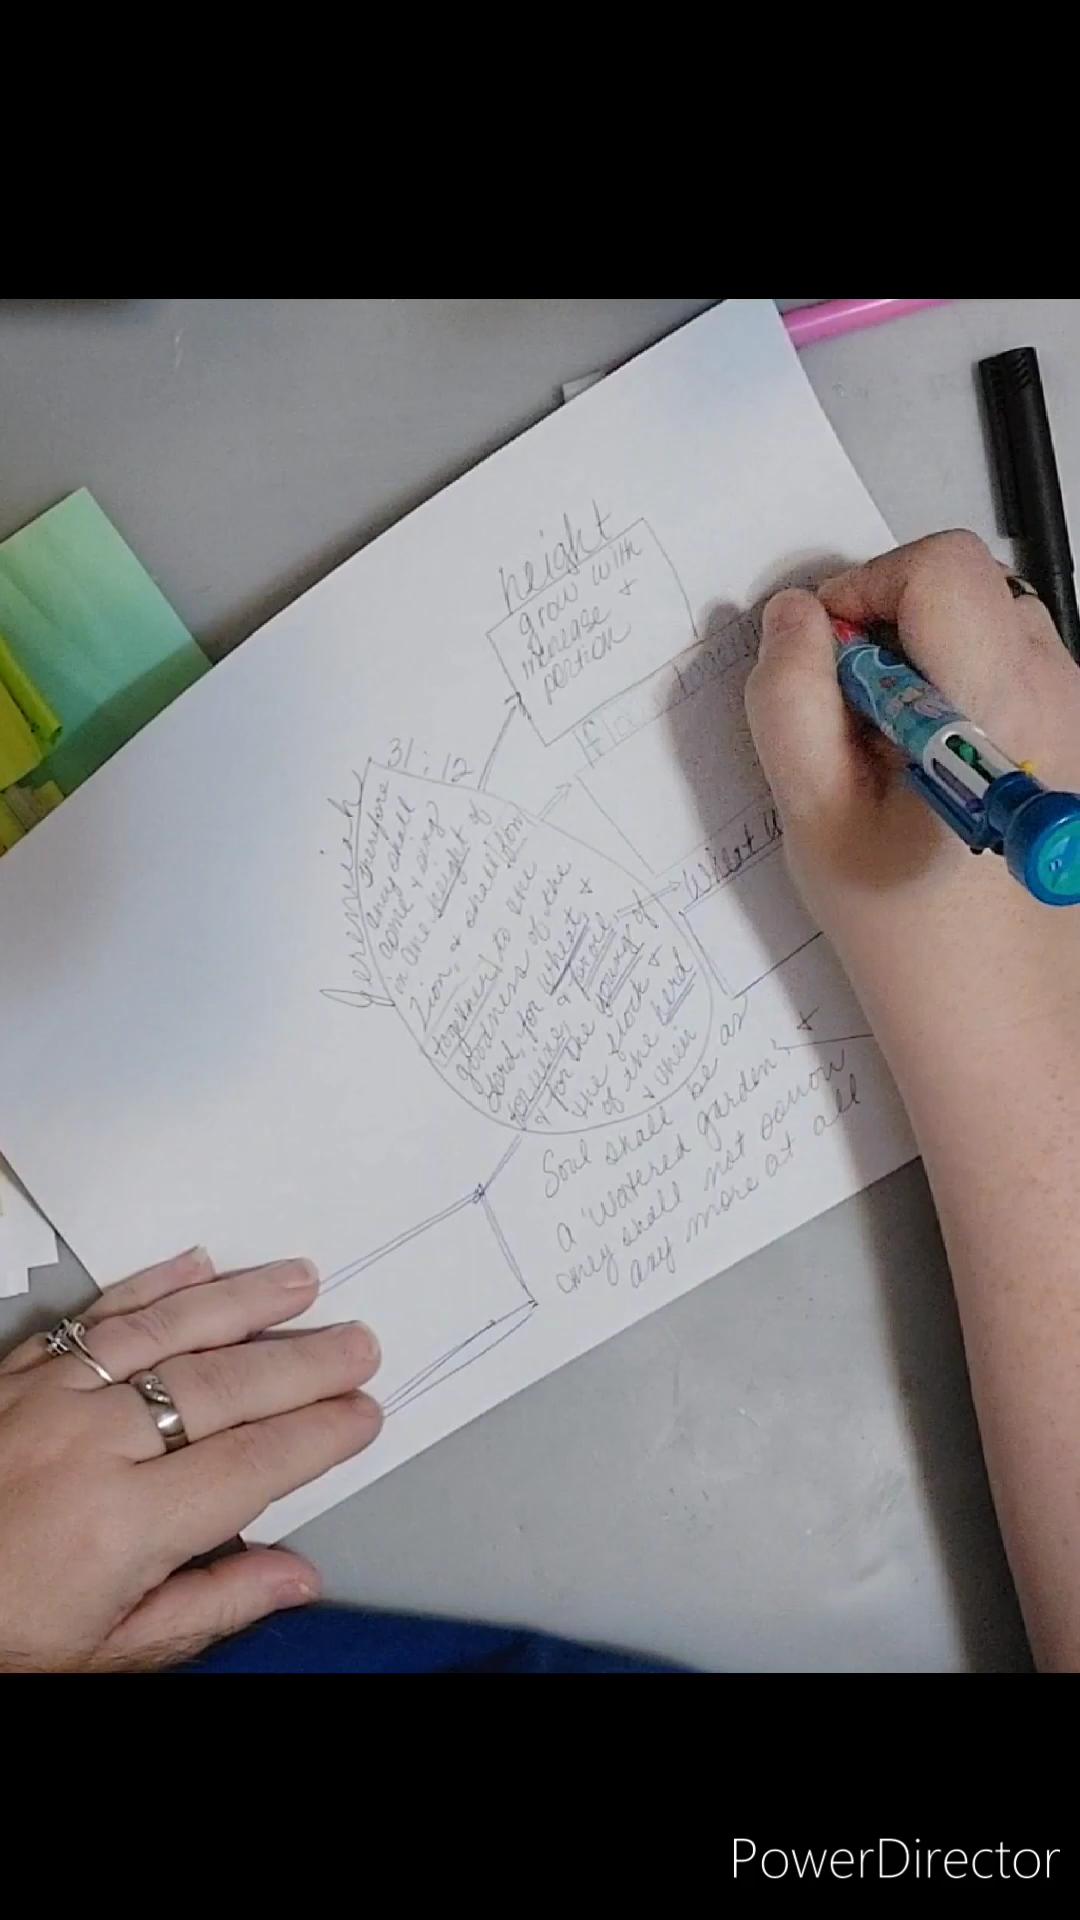 height
grow with
increase +
portion
Flow together
Wheat W
Jeremiah 31:12
Therefore
they shall
come + sing
in the height of
Zion, + shall flow
together to the
goodness of the
Lord, for wheat +
for wine, + for oil,
+ for the young of
the flock +
of the herd
+ their
Soul shall be as
a watered garden; +
they shall not sorrow
any more at all
PowerDirector